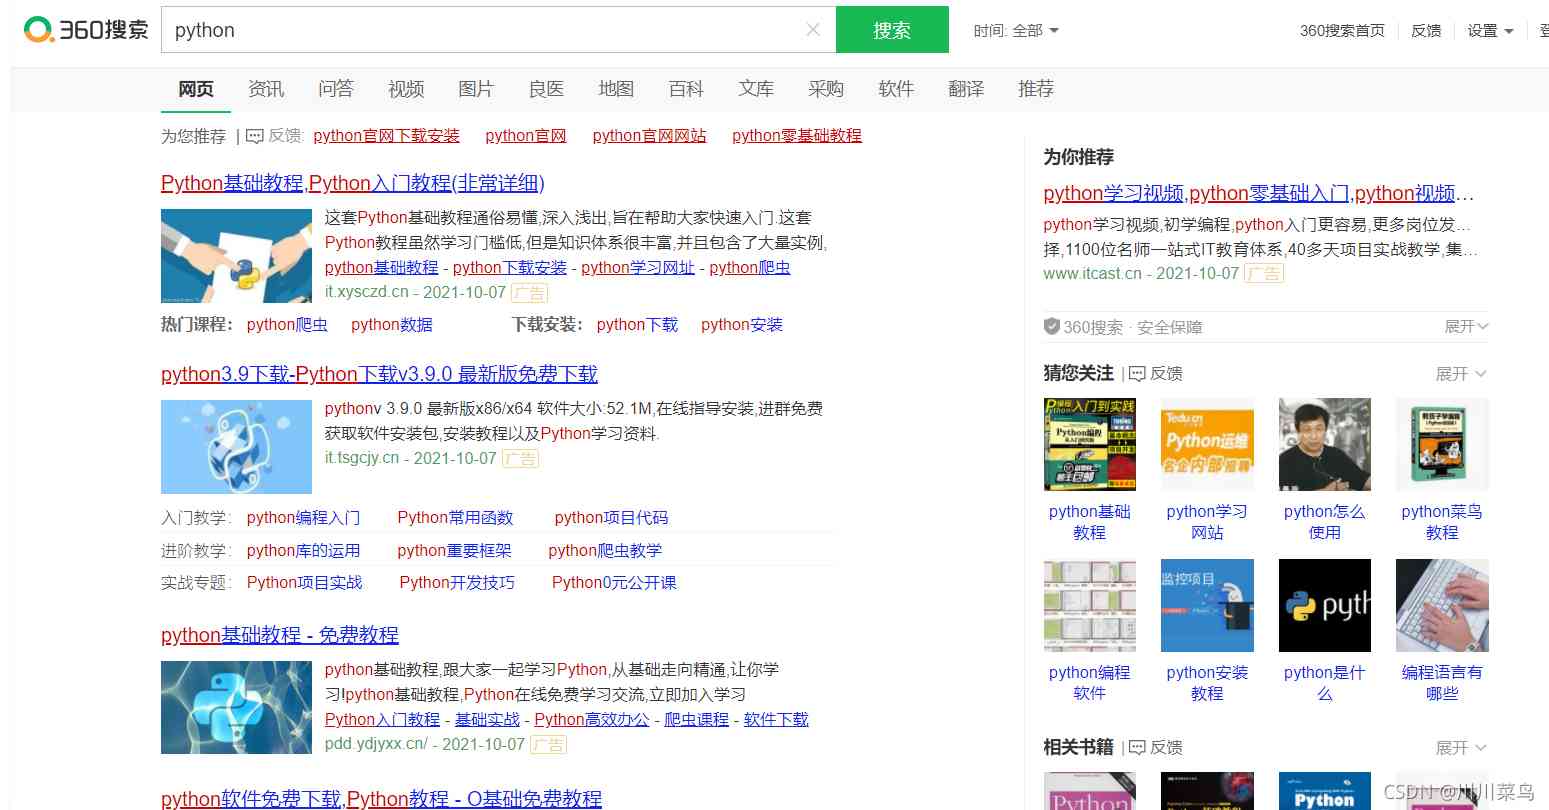 360搜索
python
搜索
时间: 全部
360搜索首页
反馈
设置
网页 资讯 问答 视频 图片 良医 地图 百科 文库 采购 软件 翻译 推荐
为您推荐 | 反馈: python官网下载安装 python官网 python官网网站 python零基础教程
Python基础教程,Python入门教程(非常详细)
这套Python基础教程通俗易懂,深入浅出,旨在帮助大家快速入门.这套
Python教程虽然学习门槛低,但是知识体系很丰富,并且包含了大量实例,
python基础教程 - python下载安装 - python学习网址 - python爬虫
it.xysczd.cn - 2021-10-07 广告
热门课程: python爬虫 python数据 下载安装: python下载 python安装
python3.9下载-Python下载v3.9.0 最新版免费下载
pythonv 3.9.0 最新版x86/x64 软件大小:52.1M,在线指导安装,进群免费
获取软件安装包,安装教程以及Python学习资料.
it.tsgcjy.cn - 2021-10-07 广告
入门教学: python编程入门 Python常用函数 python项目代码
进阶教学: python库的运用 python重要框架 python爬虫教学
实战专题: Python项目实战 Python开发技巧 Python0元公开课
python基础教程 - 免费教程
python基础教程,跟大家一起学习Python,从基础走向精通,让你学
习!python基础教程,Python在线免费学习交流,立即加入学习
Python入门教程 - 基础实战 - Python高效办公 - 爬虫课程 - 软件下载
pdd.ydjyxx.cn/ - 2021-10-07 广告
python软件免费下载,Python教程 - O基础免费教程
为你推荐
python学习视频,python零基础入门,python视频...
python学习视频,初学编程,python入门更容易,更多岗位发...
择,1100位名师一站式IT教育体系,40多天项目实战教学,集...
www.itcast.cn - 2021-10-07 广告
360搜索 · 安全保障 展开
猜您关注 | 反馈 展开
Python编程
Tedu.cn
Python运维
名企内部招聘
教孩子学编程
python基础
教程
python学习
网站
python怎么
使用
python菜鸟
教程
监控项目
pyth
python编程
软件
python安装
教程
python是什
么
编程语言有
哪些
相关书籍 | 反馈 展开
Python
Python
CSDN @川川菜鸟